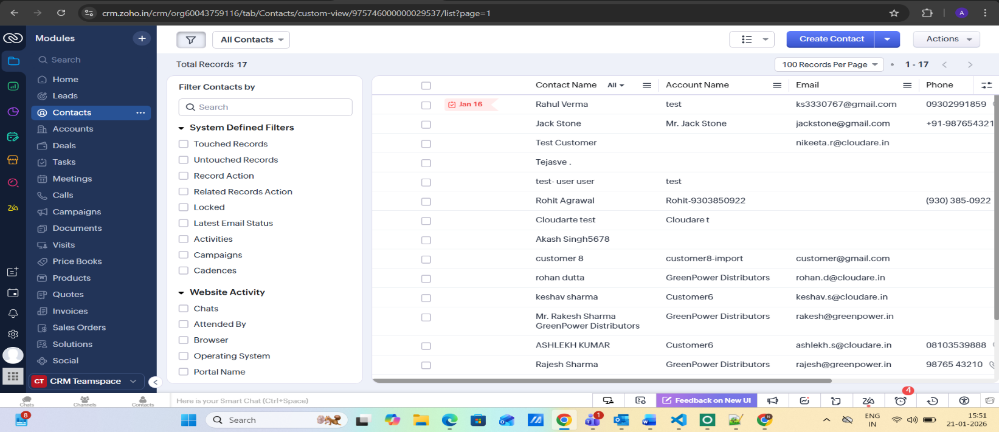 crm.zoho.in/crm/org60043759116/tab/Contacts/custom-view/975746000000029537/list?page=1
A
Modules
Search
Home
Leads
Contacts
Accounts
Deals
Tasks
Meetings
Calls
Campaigns
Documents
Visits
Price Books
Products
Quotes
Invoices
Sales Orders
Solutions
Social
CT CRM Teamspace
All Contacts
Create Contact
Actions
Total Records 17
100 Records Per Page
1 - 17
Filter Contacts by
Search
System Defined Filters
Touched Records
Untouched Records
Record Action
Related Records Action
Locked
Latest Email Status
Activities
Campaigns
Cadences
Website Activity
Chats
Attended By
Browser
Operating System
Portal Name
Contact Name All Account Name Email Phone
Jan 16 Rahul Verma test ks3330767@gmail.com 09302991859
Jack Stone Mr. Jack Stone jackstone@gmail.com +91-987654321
Test Customer nikeeta.r@cloudare.in
Tejasve .
test- user user test
Rohit Agrawal Rohit-9303850922 (930) 385-0922
Cloudarte test Cloudare t
Akash Singh5678
customer 8 customer8-import customer@gmail.com
rohan dutta GreenPower Distributors rohan.d@cloudare.in
keshav sharma Customer6 keshav.s@cloudare.in
Mr. Rakesh Sharma GreenPower Distributors rakesh@greenpower.in
GreenPower Distributors
ASHLEKH KUMAR Customer6 ashlekh.s@cloudare.in 08103539888
Rajesh Sharma GreenPower Distributors rajesh@greenpower.in 98765 43210
Chats Channels Contacts
Here is your Smart Chat (Ctrl+Space)
Feedback on New UI
4
8
Search
1
ENG
IN
15:51
21-01-2026